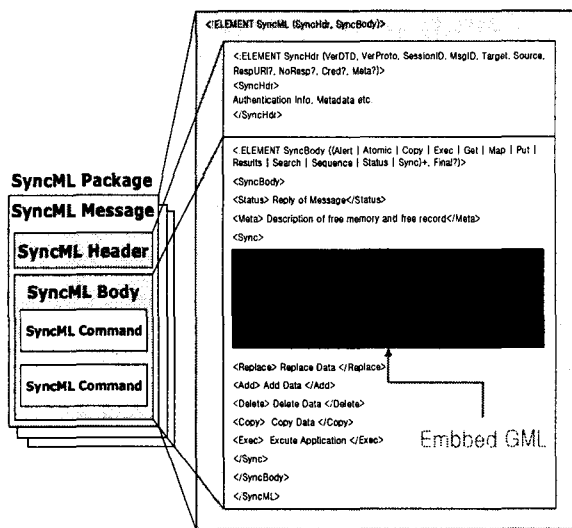 <!ELEMENT SyncML (SyncHdr, SyncBody)>
<!ELEMENT SyncHdr (VerDTD, VerProto, SessionID, MsgID, Target, Source,
RespURI?, NoResp?, Cred?, Meta?)>
<SyncHdr>
Authentication Info, Metadata etc.
</SyncHdr>
<!ELEMENT SyncBody ((Alert | Atomic | Copy | Exec | Get | Map | Put |
Results | Search | Sequence | Status | Sync)+, Final?)>
<SyncBody>
<Status> Reply of Message</Status>
<Meta> Description of free memory and free record</Meta>
<Sync>
<Replace> Replace Data </Replace>
<Add> Add Data </Add>
<Delete> Delete Data </Delete>
<Copy> Copy Data </Copy>
<Exec> Excute Application </Exec>
</Sync>
</SyncBody>
</SyncML>
Embbed GML
SyncML Package
SyncML Message
SyncML Header
SyncML Body
SyncML Command
SyncML Command